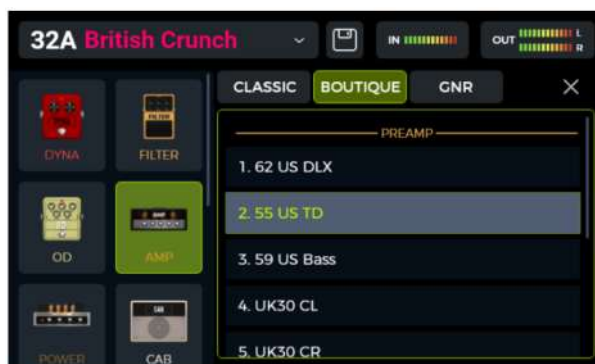 32A British Crunch
IN
OUT
L
R
CLASSIC
BOUTIQUE
GNR
DYNA
FILTER
PREAMP
1. 62 US DLX
2. 55 US TD
OD
AMP
3. 59 US Bass
4. UK30 CL
POWER
CAB
5. UK30 CR